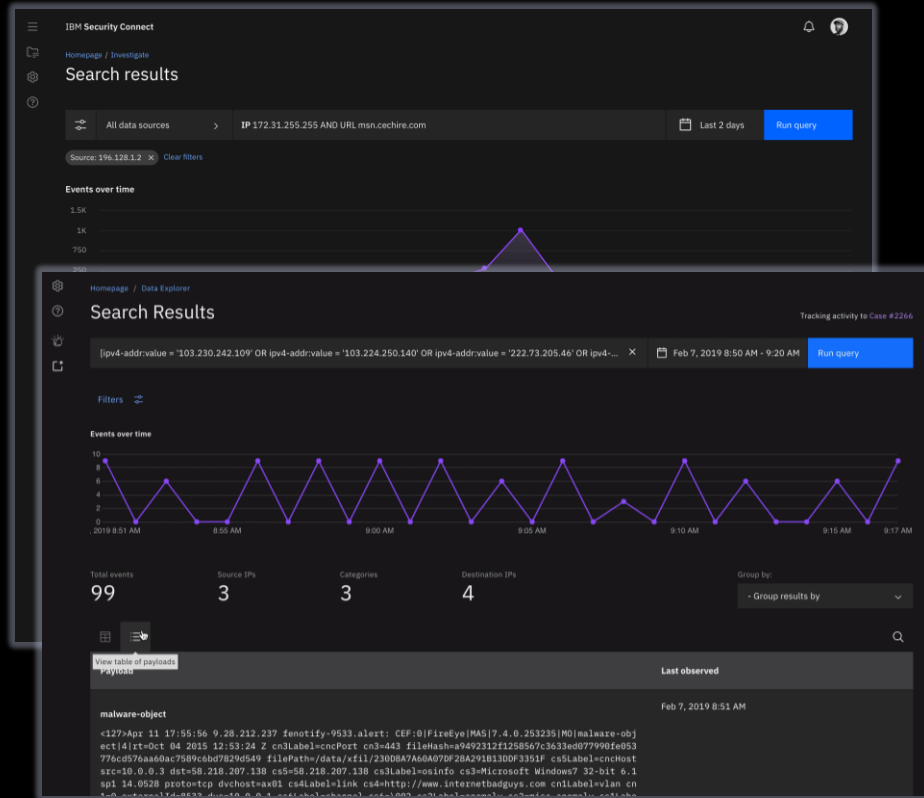 IBM Security Connect
Homepage / Investigate
Search results
All data sources
IP 172.31.255.255 AND URL msn.cechire.com
Last 2 days
Run query
Source: 196.128.1.2 ×
Clear filters
Events over time
1.5K
1K
750
250
Homepage / Data Explorer
Search Results
Tracking activity to Case #2266
[ipv4-addr:value = '103.230.242.109' OR ipv4-addr:value = '103.224.250.140' OR ipv4-addr:value = '222.73.205.46' OR ipv4-... ×
Feb 7, 2019 8:50 AM - 9:20 AM
Run query
Filters
Events over time
10
8
6
4
2
0
, 2019 8:51 AM
8:55 AM
9:00 AM
9:05 AM
9:10 AM
9:15 AM
9:17 AM
Total events
99
Source IPs
3
Categories
3
Destination IPs
4
Group by:
- Group results by
View table of payloads
Payload
Last observed
malware-object
Feb 7, 2019 8:51 AM
<127>Apr 11 17:55:56 9.28.212.237 fenotify-9533.alert: CEF:0|FireEye|MAS|7.4.0.253235|MO|malware-obj
ect|4|rt=Oct 04 2015 12:53:24 Z cn3Label=cncPort cn3=443 fileHash=a9492312f1258567c3633ed077990fe053
776cd576aa60ac7589c6bd7829d549 filePath=/data/xfil/230D8A7A60A07DF28A291B13DDF3351F cs5Label=cncHost
src=10.0.0.3 dst=58.218.207.138 cs5=58.218.207.138 cs3Label=osinfo cs3=Microsoft Windows7 32-bit 6.1
sp1 14.0528 proto=tcp dvchost=ax01 cs4Label=link cs4=http://www.internetbadguys.com cn1Label=vlan cn